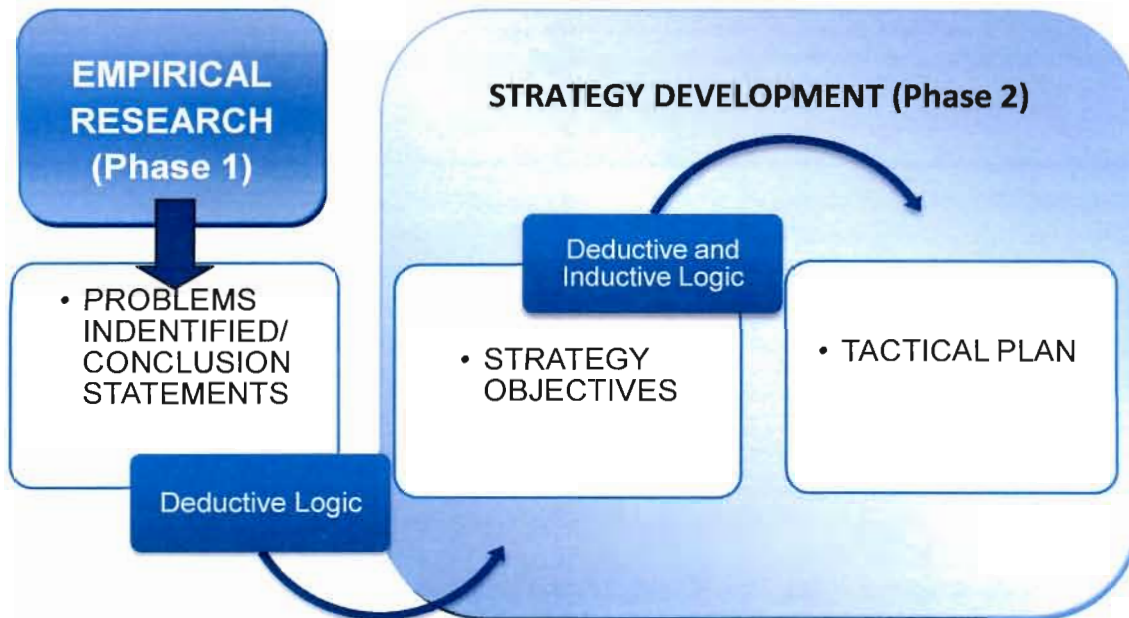 EMPIRICAL
RESEARCH
(Phase 1)
• PROBLEMS
INDENTIFIED/
CONCLUSION
STATEMENTS
Deductive Logic
STRATEGY DEVELOPMENT (Phase 2)
Deductive and
Inductive Logic
• STRATEGY
OBJECTIVES
• TACTICAL PLAN